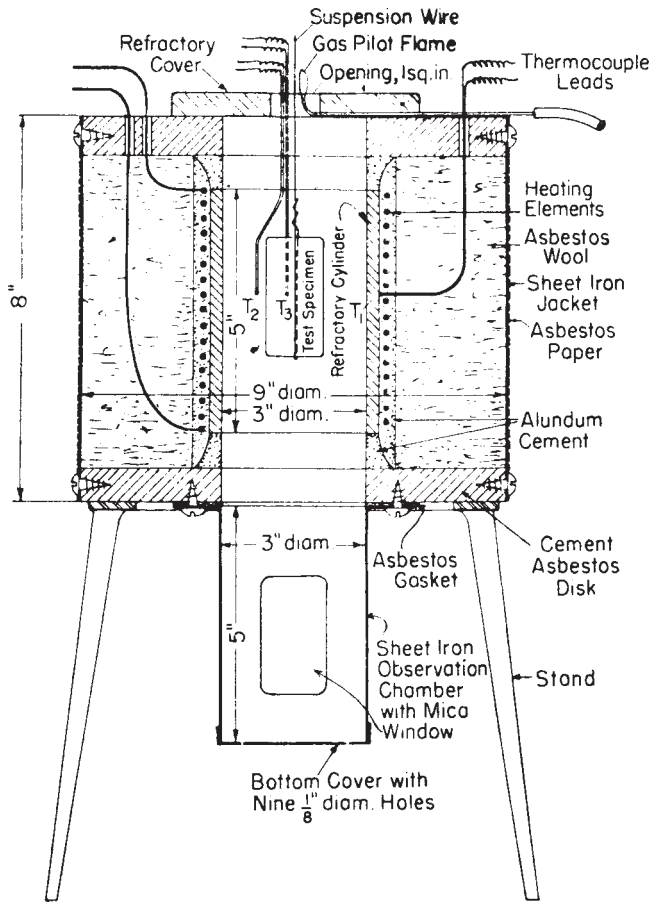 Suspension Wire
Refractory
Cover
Gas Pilot Flame
Opening, 1sq.in.
Thermocouple
Leads
8"
Heating
Elements
Asbestos
Wool
Sheet Iron
Jacket
Asbestos
Paper
T2
T3
5"
Test Specimen
Refractory Cylinder
T1
9" diam.
3" diam.
Alundum
Cement
3" diam.
5"
Asbestos
Gasket
Cement
Asbestos
Disk
Sheet Iron
Observation
Chamber
with Mica
Window
Stand
Bottom Cover with
Nine 1/8" diam. Holes